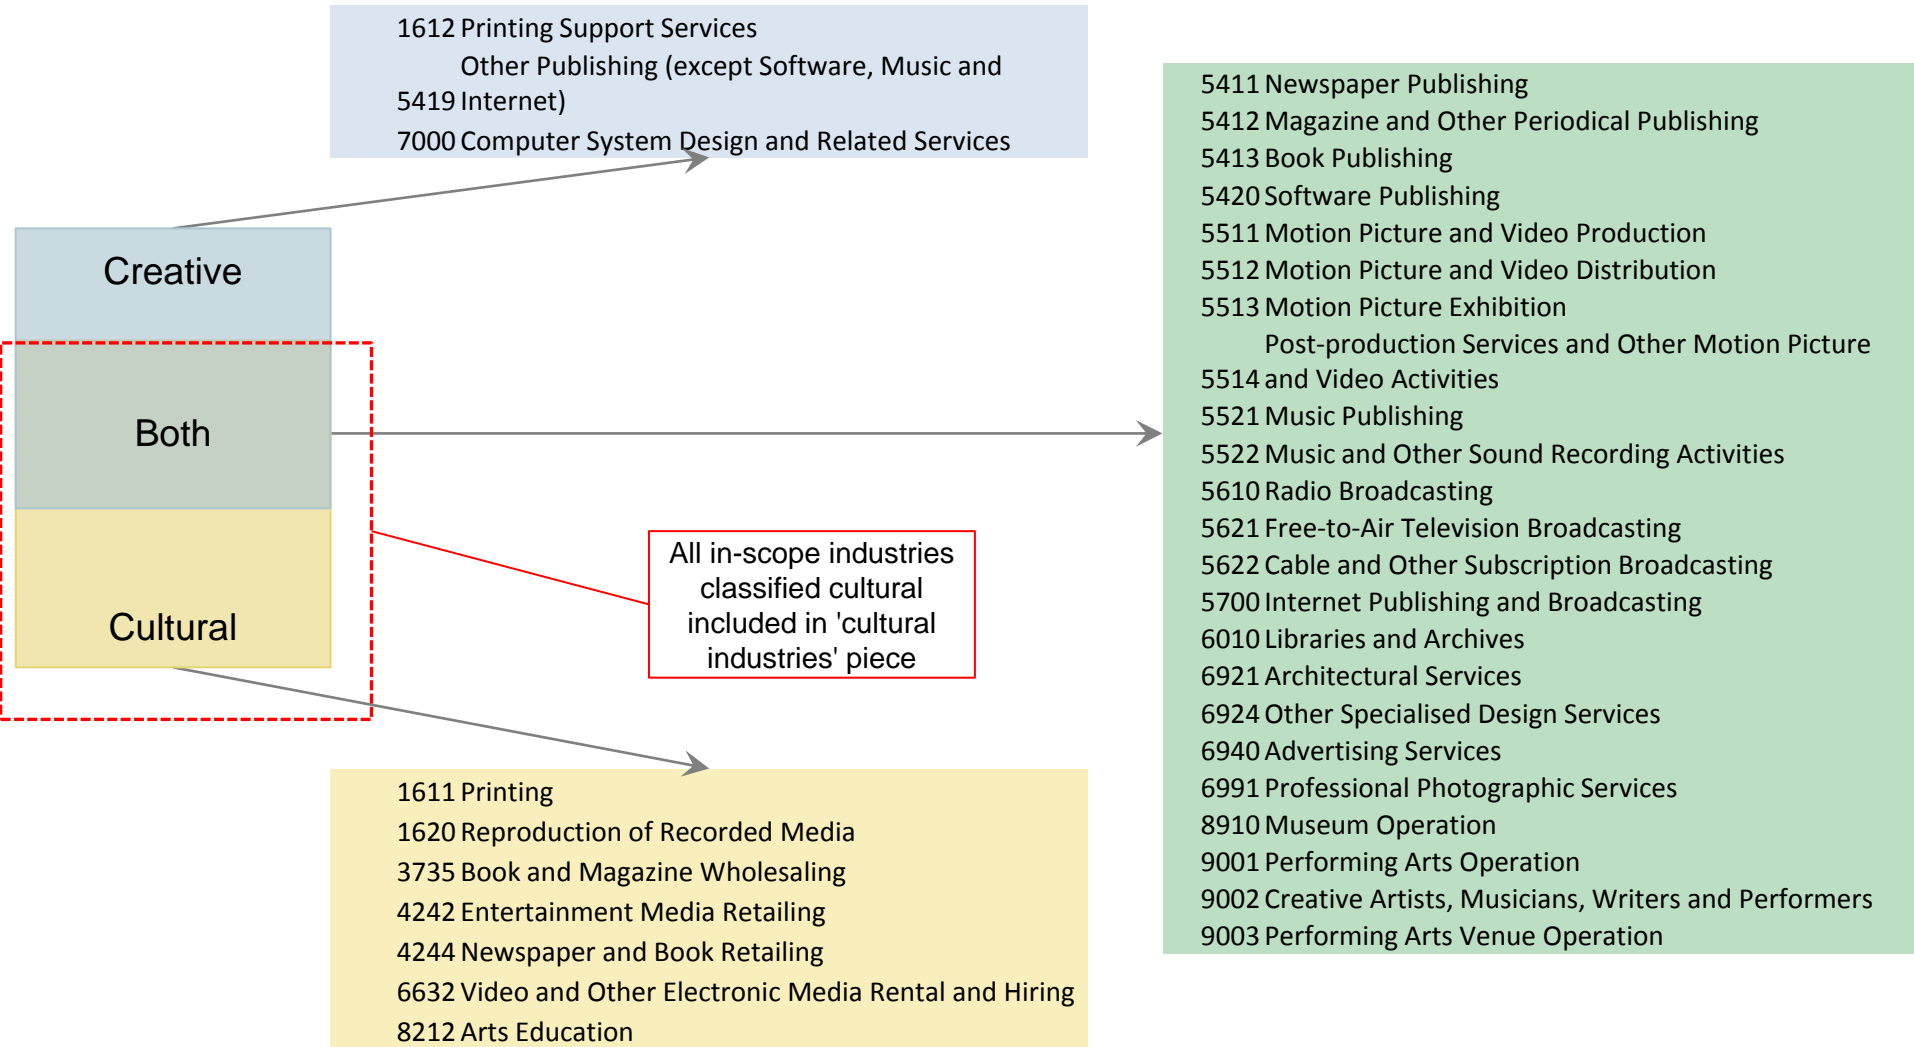 1612 Printing Support Services
Other Publishing (except Software, Music and
5419 Internet)
7000 Computer System Design and Related Services
Creative
Both
Cultural
All in-scope industries
classified cultural
included in 'cultural
industries' piece
1611 Printing
1620 Reproduction of Recorded Media
3735 Book and Magazine Wholesaling
4242 Entertainment Media Retailing
4244 Newspaper and Book Retailing
6632 Video and Other Electronic Media Rental and Hiring
8212 Arts Education
5411 Newspaper Publishing
5412 Magazine and Other Periodical Publishing
5413 Book Publishing
5420 Software Publishing
5511 Motion Picture and Video Production
5512 Motion Picture and Video Distribution
5513 Motion Picture Exhibition
Post-production Services and Other Motion Picture
5514 and Video Activities
5521 Music Publishing
5522 Music and Other Sound Recording Activities
5610 Radio Broadcasting
5621 Free-to-Air Television Broadcasting
5622 Cable and Other Subscription Broadcasting
5700 Internet Publishing and Broadcasting
6010 Libraries and Archives
6921 Architectural Services
6924 Other Specialised Design Services
6940 Advertising Services
6991 Professional Photographic Services
8910 Museum Operation
9001 Performing Arts Operation
9002 Creative Artists, Musicians, Writers and Performers
9003 Performing Arts Venue Operation